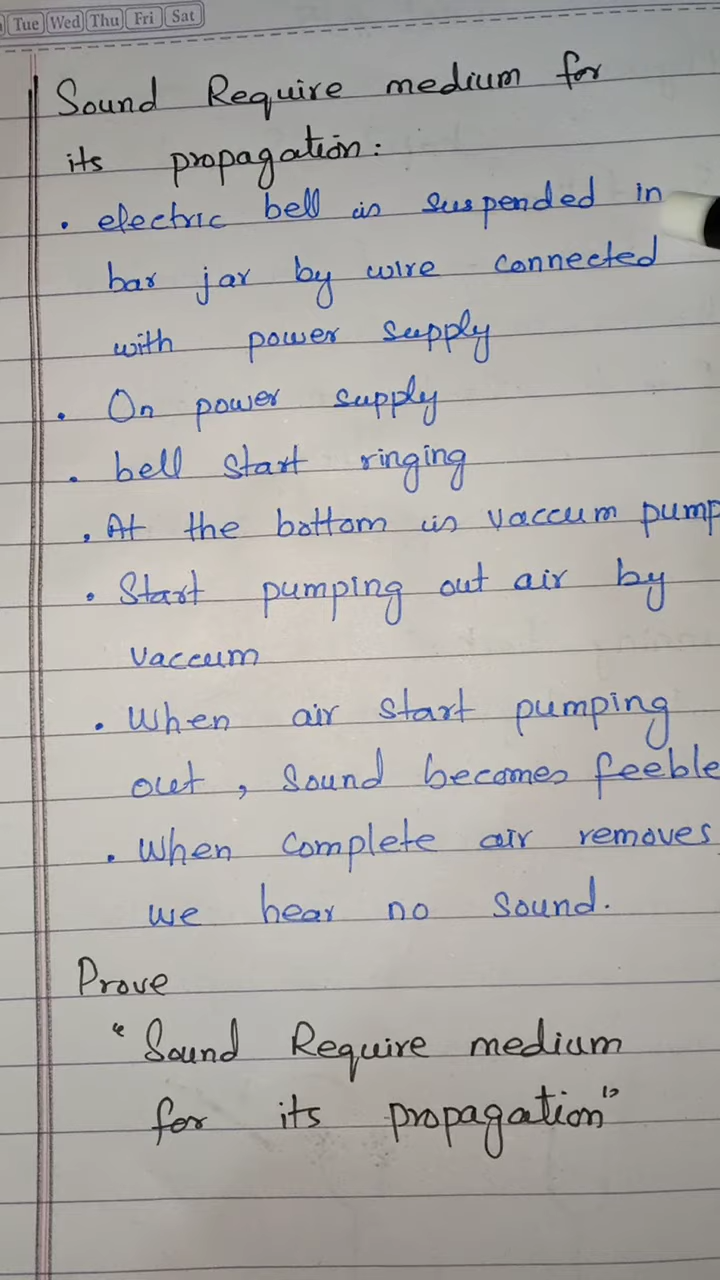 Tue Wed Thu Fri Sat
Sound Require medium for
its propagation:
• electric bell is suspended in
bar jar by wire connected
with power supply
• On power supply
• bell start ringing
• At the bottom is vaccum pump
• Start pumping out air by
vaccum
• When air start pumping
out, Sound becomes feeble
• When complete air removes
we hear no sound.
Prove
"Sound Require medium
for its propagation"